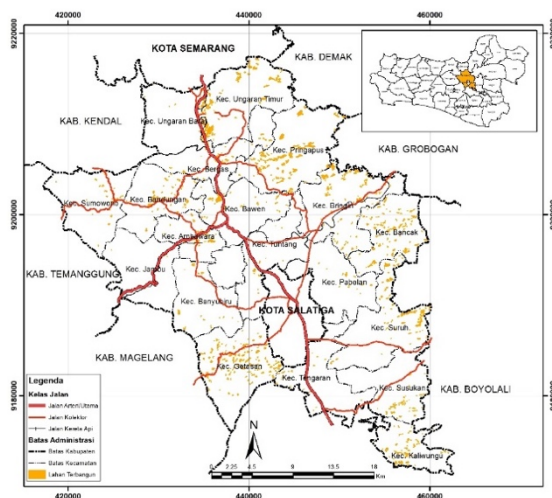 420000
440000
460000
9220000
KOTA SEMARANG
KAB. DEMAK
Kec. Ungaran Timur
KAB. KENDAL
Kec. Ungaran Barat
KAB. GROBOGAN
Kec. Pringapus
Kec. Bergas
Kec. Sumowono
Kec. Bandungan
9200000
Kec. Bawen
Kec. Bringin
Kec. Bancak
Kec. Ambarawa
Kec. Tuntang
KAB. TEMANGGUNG
Kec. Jambu
Kec. Pabelan
Kec. Banyubiru
KOTA SALATIGA
Kec. Suruh
KAB. MAGELANG
Kec. Getasan
Kec. Tengaran
Kec. Susukan
KAB. BOYOLALI
9180000
Kec. Kaliwungu
Legenda
Kelas Jalan
Jalan Arteri/Utama
Jalan Kolektor
Jalan Kereta Api
Batas Administrasi
Batas Kabupaten
Batas Kecamatan
Lahan Terbangun
N
0 2.25 4.5 9 13.5 18
Km
420000
440000
460000